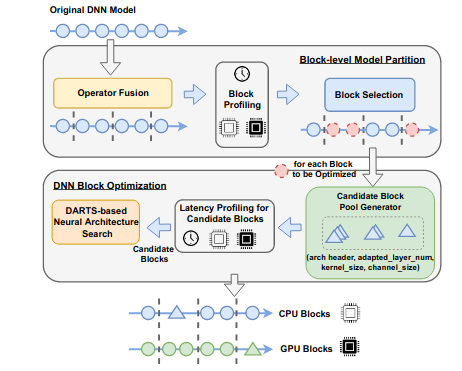 Original DNN Model
Block-level Model Partition
Operator Fusion
Block
Profiling
Block Selection
for each Block
to be Optimized
DNN Block Optimization
DARTS-based
Neural Architecture
Search
Latency Profiling for
Candidate Blocks
Candidate
Blocks
Candidate Block
Pool Generator
(arch header, adapted_layer_num,
kernel_size, channel_size)
CPU Blocks
GPU Blocks